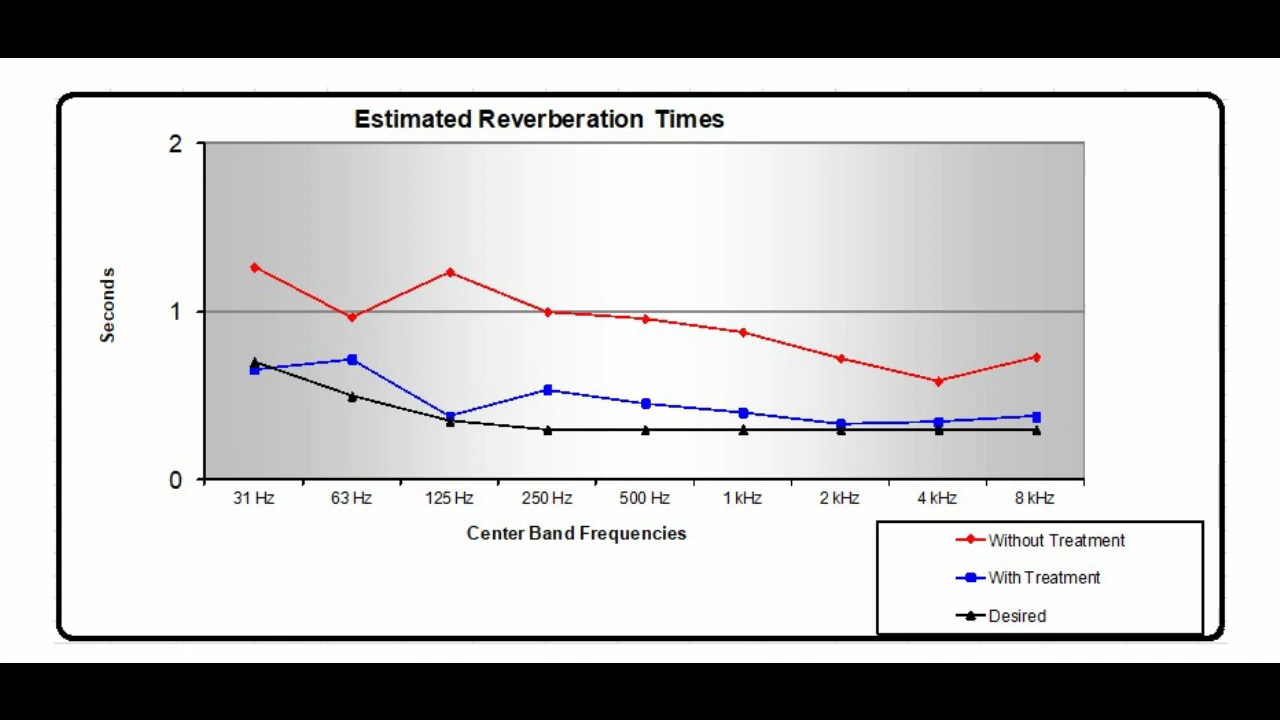 Estimated Reverberation Times
2
1
0
Seconds
31 Hz 63 Hz 125 Hz 250 Hz 500 Hz 1 kHz 2 kHz 4 kHz 8 kHz
Center Band Frequencies
Without Treatment
With Treatment
Desired